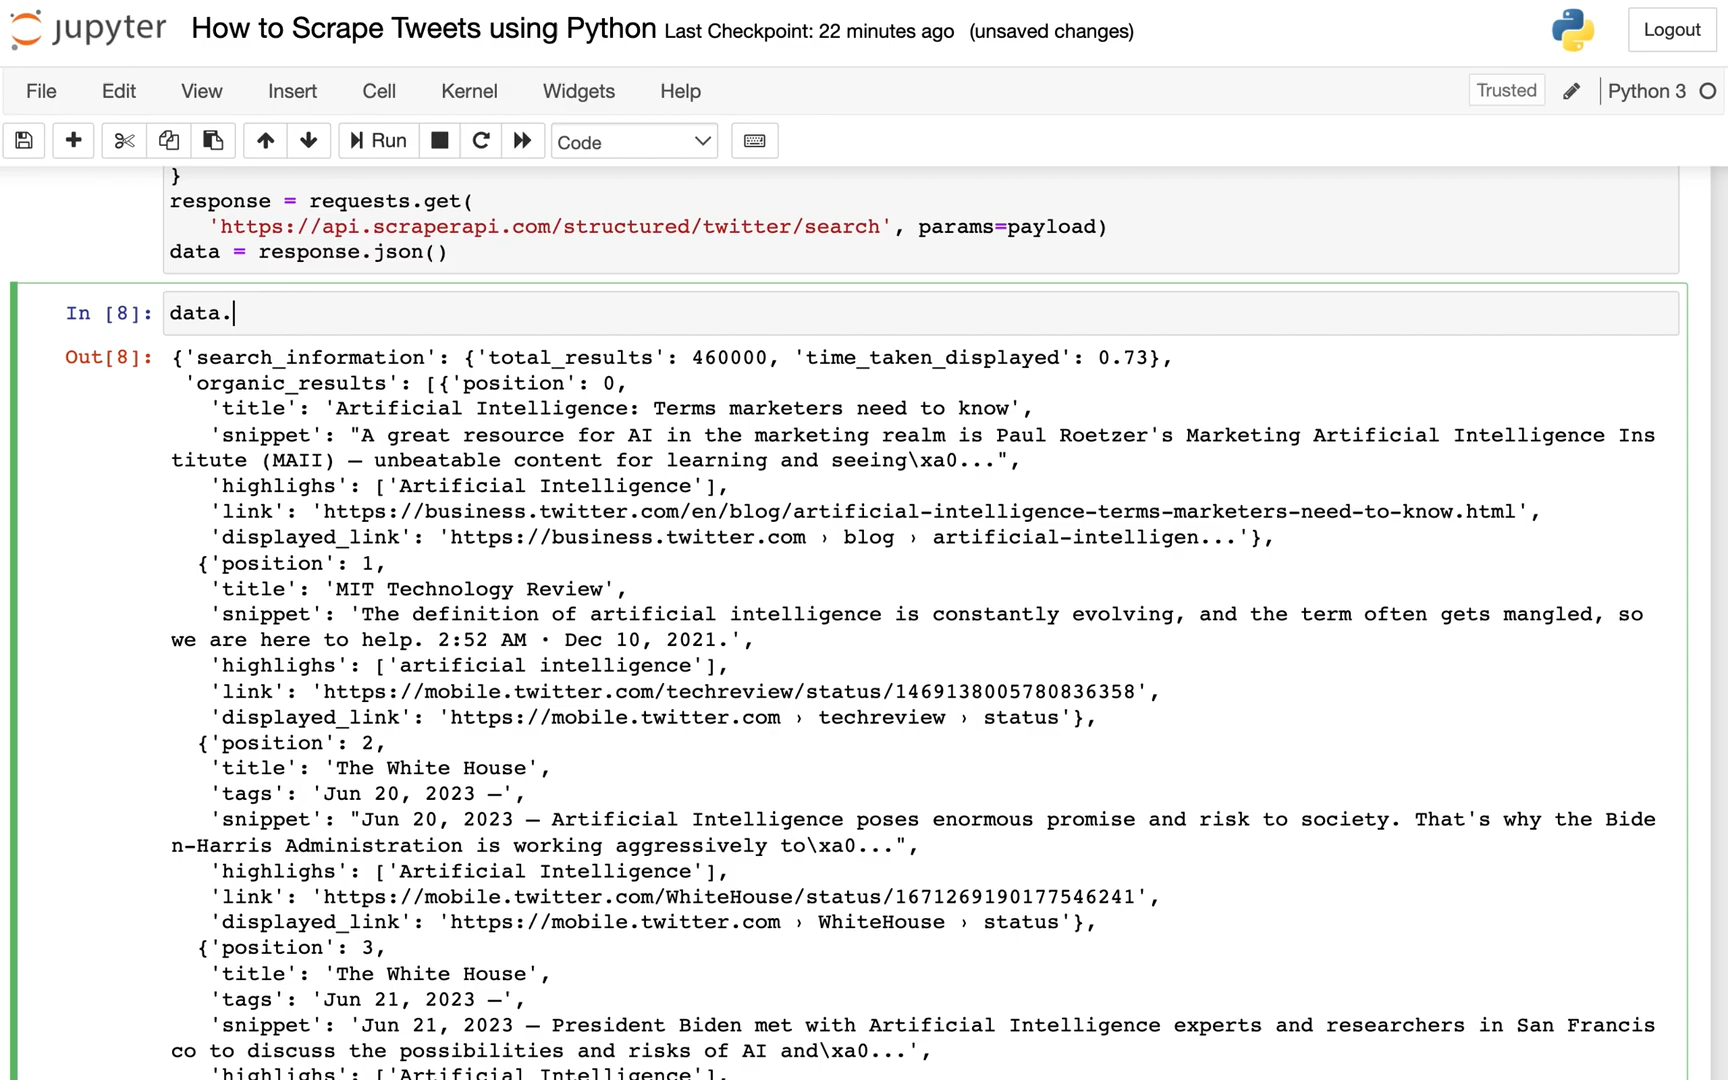 jupyter How to Scrape Tweets using Python Last Checkpoint: 22 minutes ago (unsaved changes) Logout
File Edit View Insert Cell Kernel Widgets Help Trusted Python 3
Run Code
}
response = requests.get(
'https://api.scraperapi.com/structured/twitter/search', params=payload)
data = response.json()
In [8]: data.
Out[8]: {'search_information': {'total_results': 460000, 'time_taken_displayed': 0.73},
'organic_results': [{'position': 0,
'title': 'Artificial Intelligence: Terms marketers need to know',
'snippet': "A great resource for AI in the marketing realm is Paul Roetzer's Marketing Artificial Intelligence Ins
titute (MAII) — unbeatable content for learning and seeing\xa0...",
'highlighs': ['Artificial Intelligence'],
'link': 'https://business.twitter.com/en/blog/artificial-intelligence-terms-marketers-need-to-know.html',
'displayed_link': 'https://business.twitter.com › blog › artificial-intelligen...'},
{'position': 1,
'title': 'MIT Technology Review',
'snippet': 'The definition of artificial intelligence is constantly evolving, and the term often gets mangled, so
we are here to help. 2:52 AM · Dec 10, 2021.',
'highlighs': ['artificial intelligence'],
'link': 'https://mobile.twitter.com/techreview/status/1469138005780836358',
'displayed_link': 'https://mobile.twitter.com › techreview › status'},
{'position': 2,
'title': 'The White House',
'tags': 'Jun 20, 2023 —',
'snippet': "Jun 20, 2023 — Artificial Intelligence poses enormous promise and risk to society. That's why the Bide
n-Harris Administration is working aggressively to\xa0...",
'highlighs': ['Artificial Intelligence'],
'link': 'https://mobile.twitter.com/WhiteHouse/status/1671269190177546241',
'displayed_link': 'https://mobile.twitter.com › WhiteHouse › status'},
{'position': 3,
'title': 'The White House',
'tags': 'Jun 21, 2023 —',
'snippet': 'Jun 21, 2023 — President Biden met with Artificial Intelligence experts and researchers in San Francis
co to discuss the possibilities and risks of AI and\xa0...',
'highlighs': ['Artificial Intelligence'],